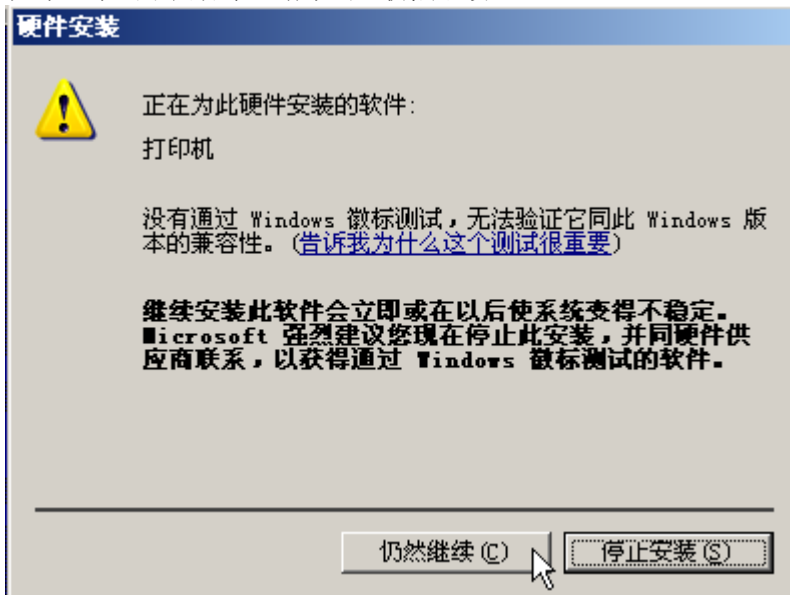 硬件安装
正在为此硬件安装的软件:
打印机
没有通过 Windows 徽标测试，无法验证它同此 Windows 版
本的兼容性。(告诉我为什么这个测试很重要)
继续安装此软件会立即或在以后使系统变得不稳定。
Microsoft 强烈建议您现在停止此安装，并同硬件供
应商联系，以获得通过 Windows 徽标测试的软件。
仍然继续(C)
停止安装(S)